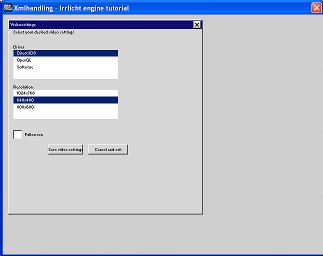 Xmlhandling - Irrlicht engine tutorial
Videosettings
Select your desired video settings
Driver
Direct3D9
OpenGL
Software
Resolution
1024x768
640x480
800x600
Fullscreen
Save video settings Cancel and exit